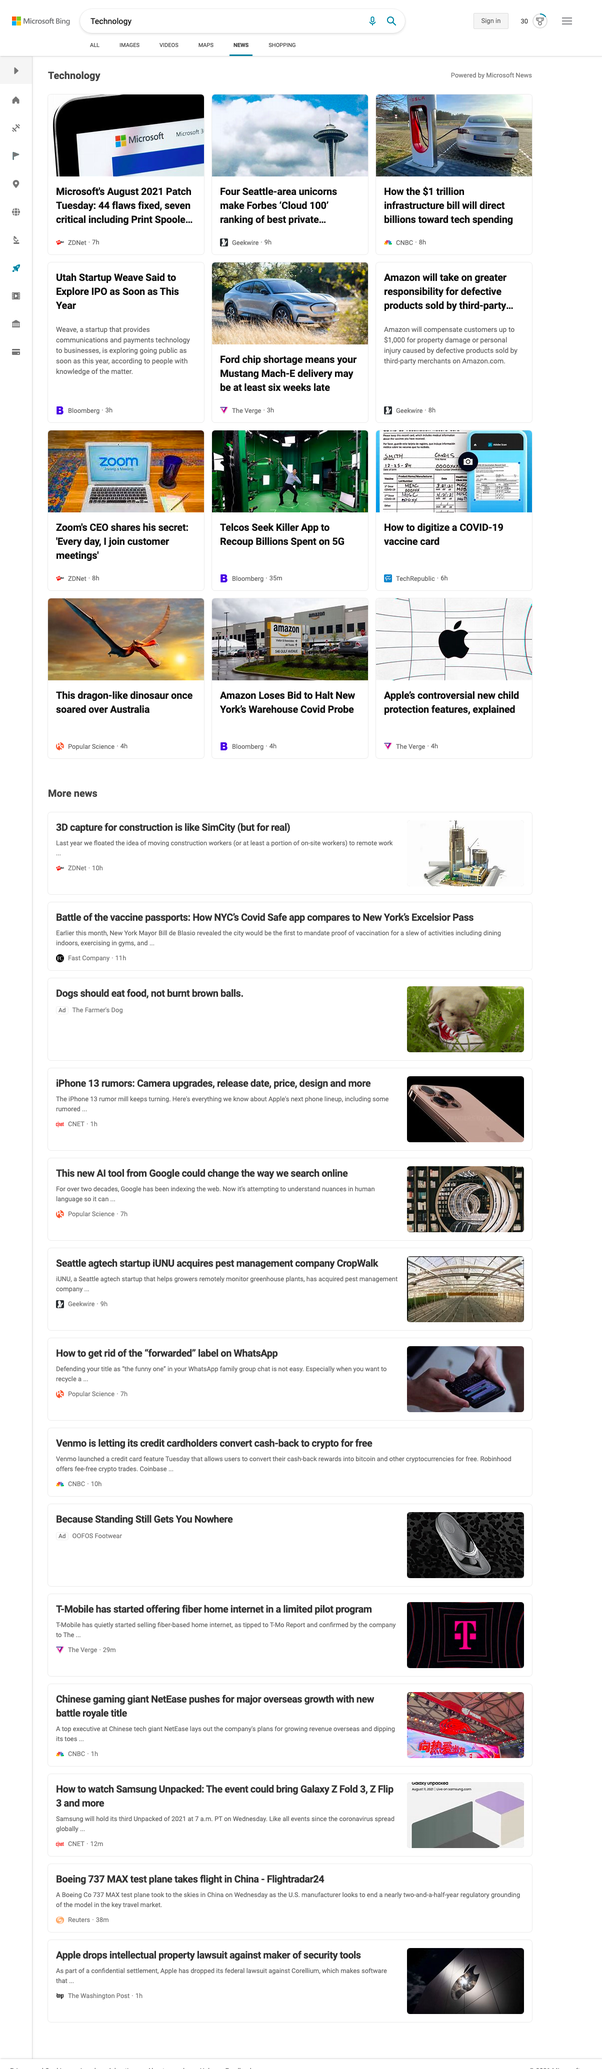 Microsoft Bing
Technology
Sign in
30
ALL
IMAGES
VIDEOS
MAPS
NEWS
SHOPPING
Technology
Powered by Microsoft News
Microsoft
Microsoft's August 2021 Patch
Tuesday: 44 flaws fixed, seven
critical including Print Spoole...
ZDNet · 7h
Four Seattle-area unicorns
make Forbes 'Cloud 100'
ranking of best private...
Geekwire · 9h
How the $1 trillion
infrastructure bill will direct
billions toward tech spending
CNBC · 8h
Utah Startup Weave Said to
Explore IPO as Soon as This
Year
Weave, a startup that provides
communications and payments technology
to businesses, is exploring going public as
soon as this year, according to people with
knowledge of the matter.
Bloomberg · 3h
Ford chip shortage means your
Mustang Mach-E delivery may
be at least six weeks late
The Verge · 3h
Amazon will take on greater
responsibility for defective
products sold by third-party...
Amazon will compensate customers up to
$1,000 for property damage or personal
injury caused by defective products sold by
third-party merchants on Amazon.com.
Geekwire · 8h
zoom
Zoom's CEO shares his secret:
'Every day, I join customer
meetings'
ZDNet · 8h
Telcos Seek Killer App to
Recoup Billions Spent on 5G
Bloomberg · 35m
How to digitize a COVID-19
vaccine card
TechRepublic · 6h
This dragon-like dinosaur once
soared over Australia
Popular Science · 4h
amazon
Amazon Loses Bid to Halt New
York's Warehouse Covid Probe
Bloomberg · 4h
Apple's controversial new child
protection features, explained
The Verge · 4h
More news
3D capture for construction is like SimCity (but for real)
Last year we floated the idea of moving construction workers (or at least a portion of on-site workers) to remote work
...
ZDNet · 10h
Battle of the vaccine passports: How NYC's Covid Safe app compares to New York's Excelsior Pass
Earlier this month, New York Mayor Bill de Blasio revealed the city would be the first to mandate proof of vaccination for a slew of activities including dining
indoors, exercising in gyms, and ...
Fast Company · 11h
Dogs should eat food, not burnt brown balls.
Ad The Farmer's Dog
iPhone 13 rumors: Camera upgrades, release date, price, design and more
The iPhone 13 rumor mill keeps turning. Here's everything we know about Apple's next phone lineup, including some
rumored ...
CNET · 1h
This new AI tool from Google could change the way we search online
For over two decades, Google has been indexing the web. Now it's attempting to understand nuances in human
language so it can ...
Popular Science · 7h
Seattle agtech startup iUNU acquires pest management company CropWalk
iUNU, a Seattle agtech startup that helps growers remotely monitor greenhouse plants, has acquired pest management
company ...
Geekwire · 9h
How to get rid of the "forwarded" label on WhatsApp
Defending your title as "the funny one" in your WhatsApp family group chat is not easy. Especially when you want to
recycle a ...
Popular Science · 7h
Venmo is letting its credit cardholders convert cash-back to crypto for free
Venmo launched a credit card feature Tuesday that allows users to convert their cash-back rewards into bitcoin and other cryptocurrencies for free. Robinhood
offers fee-free crypto trades. Coinbase ...
CNBC · 10h
Because Standing Still Gets You Nowhere
Ad OOFOS Footwear
T-Mobile has started offering fiber home internet in a limited pilot program
T-Mobile has quietly started selling fiber-based home internet, as tipped to T-Mo Report and confirmed by the company
to The ...
The Verge · 29m
Chinese gaming giant NetEase pushes for major overseas growth with new
battle royale title
A top executive at Chinese tech giant NetEase lays out the company's plans for growing revenue overseas and dipping
its toes ...
CNBC · 1h
How to watch Samsung Unpacked: The event could bring Galaxy Z Fold 3, Z Flip
3 and more
Samsung will hold its third Unpacked of 2021 at 7 a.m. PT on Wednesday. Like all events since the coronavirus spread
globally ...
CNET · 12m
Galaxy Unpacked
Boeing 737 MAX test plane takes flight in China - Flightradar24
A Boeing Co 737 MAX test plane took to the skies in China on Wednesday as the U.S. manufacturer looks to end a nearly two-and-a-half-year regulatory grounding
of the model in the key travel market.
Reuters · 38m
Apple drops intellectual property lawsuit against maker of security tools
As part of a confidential settlement, Apple has dropped its federal lawsuit against Corellium, which makes software
that ...
The Washington Post · 1h